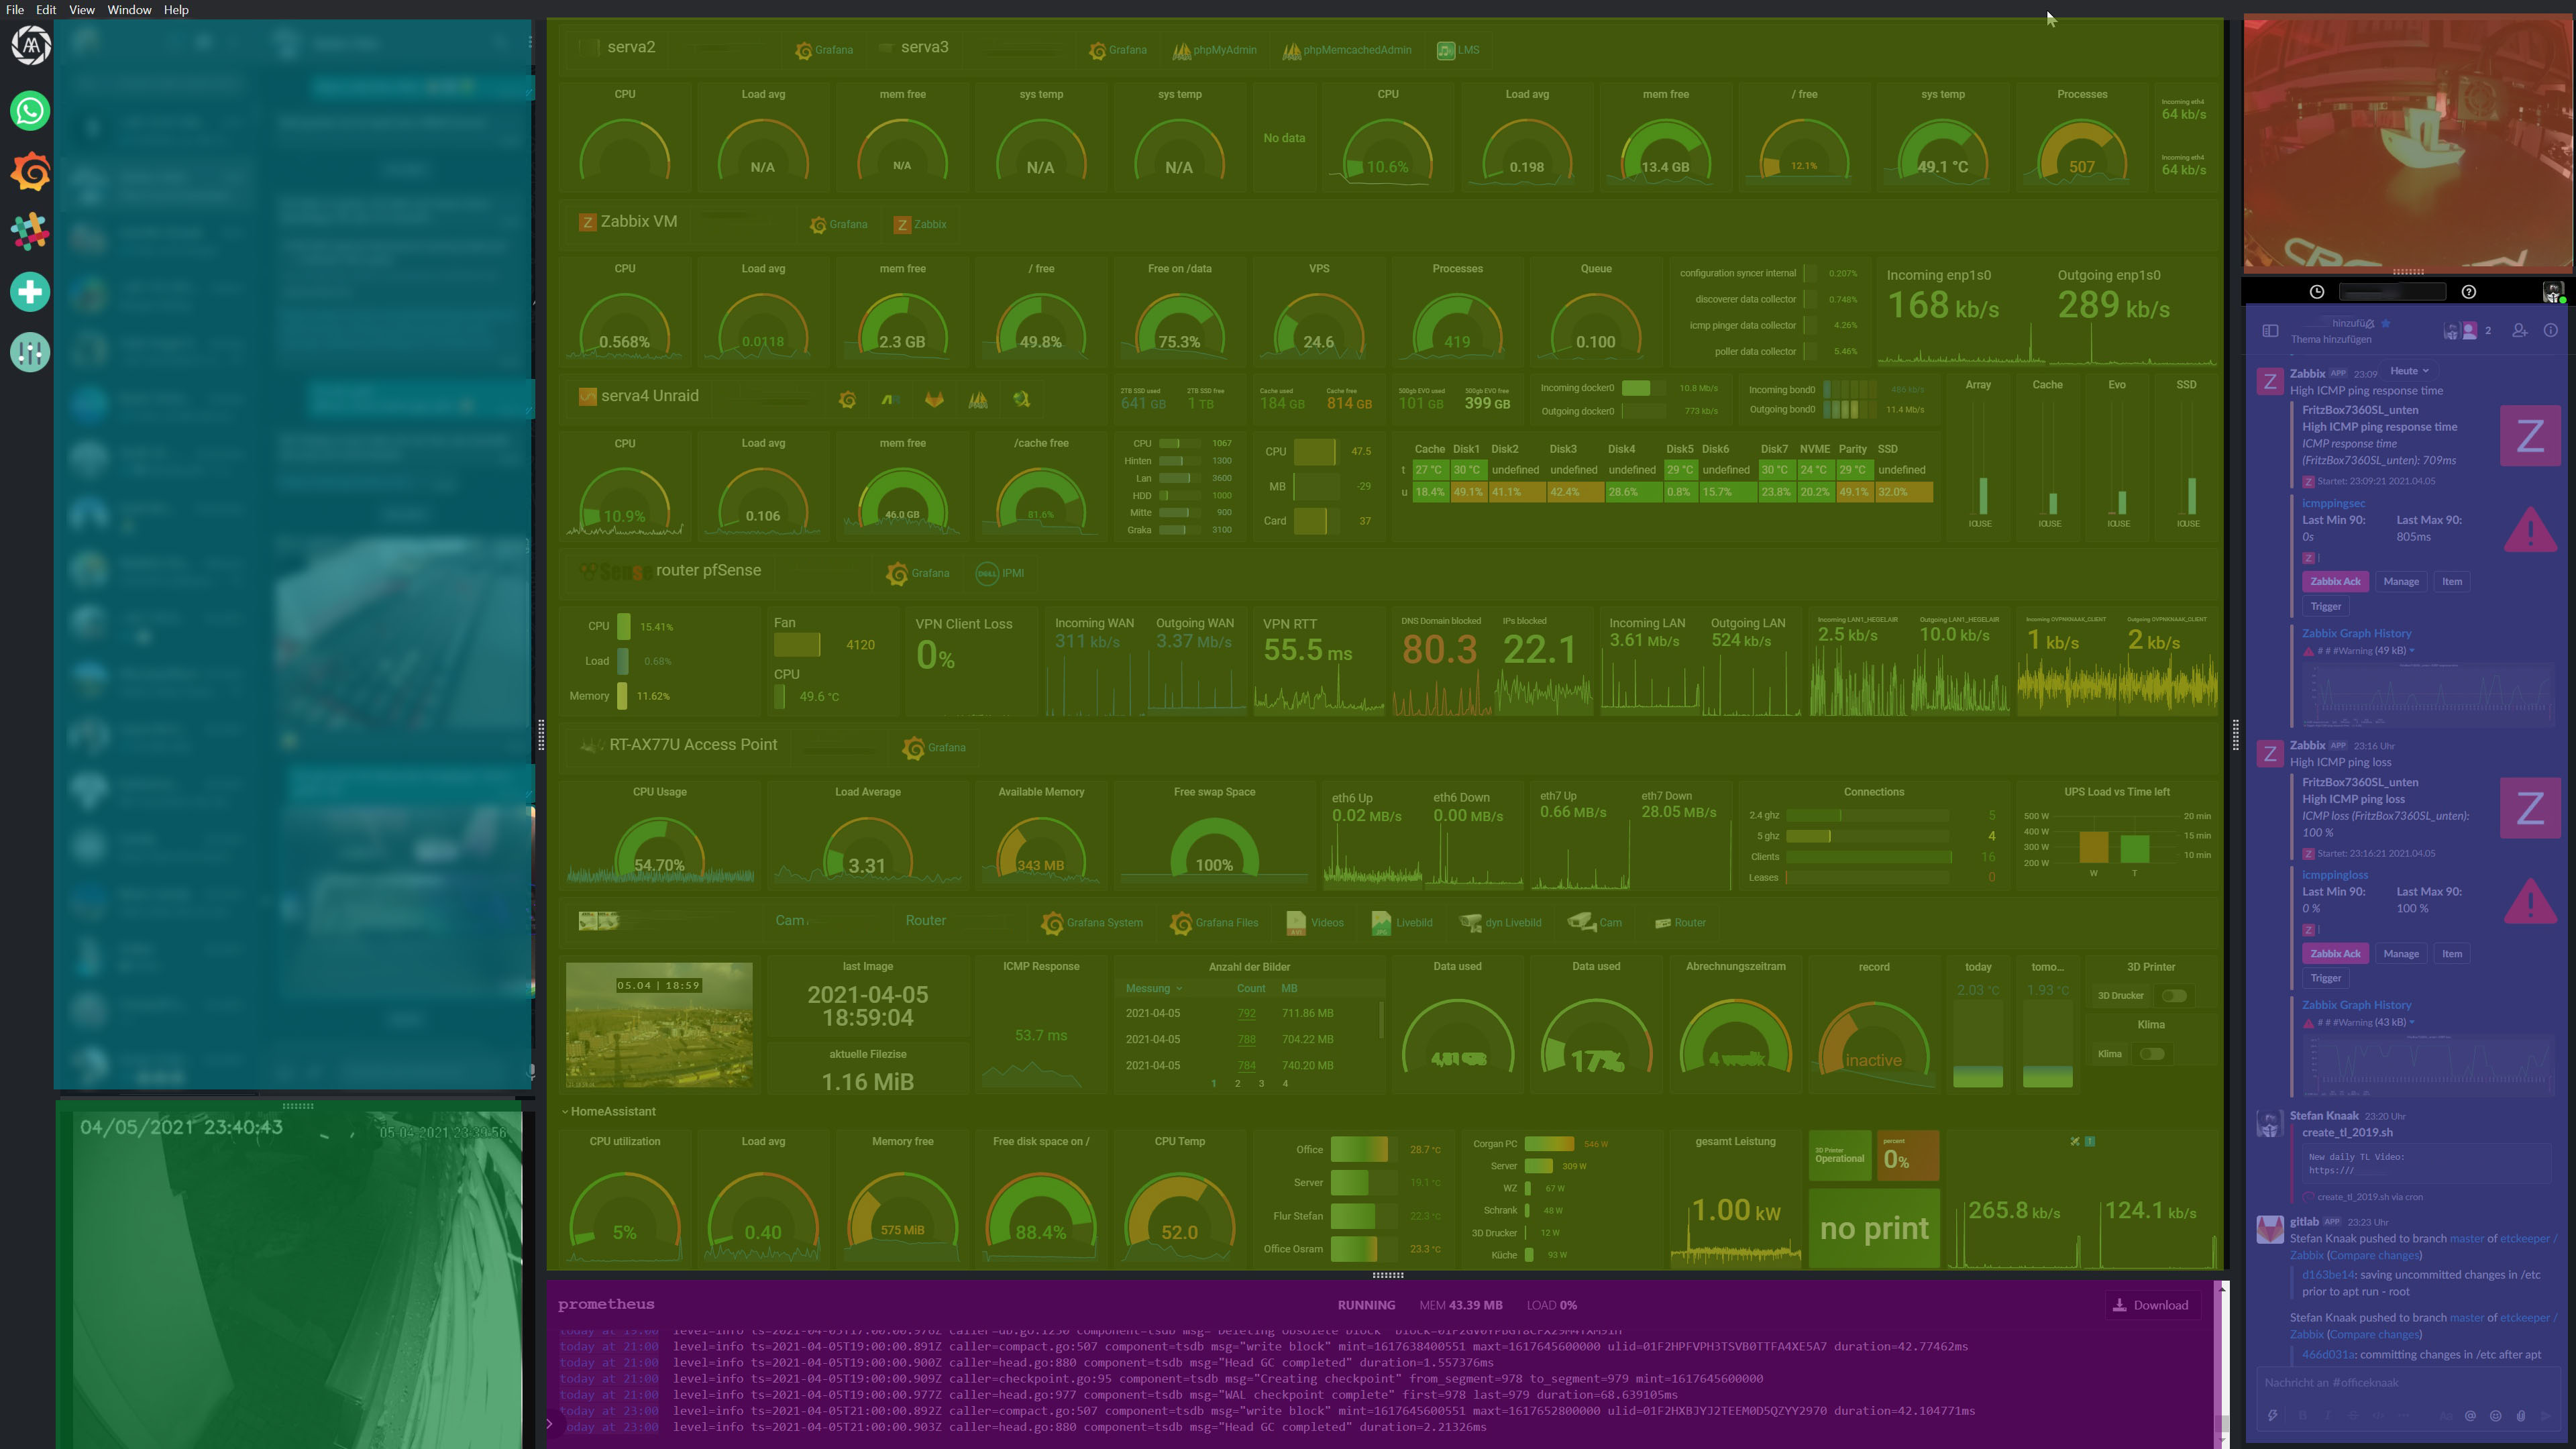 File Edit View Window Help
serva2 Grafana serva3 Grafana phpMyAdmin phpMemcachedAdmin LMS
CPU Load avg mem free sys temp sys temp CPU Load avg mem free / free sys temp Processes
N/A N/A N/A N/A No data 10.6% 0.198 13.4 GB 12.1% 49.1 °C 507
Incoming eth4
64 kb/s
Incoming eth4
64 kb/s
Zabbix VM Grafana Zabbix
CPU Load avg mem free / free Free on /data VPS Processes Queue
0.568% 0.0118 2.3 GB 49.8% 75.3% 24.6 419 0.100
configuration syncer internal 0.207%
discoverer data collector 0.748%
icmp pinger data collector 4.26%
poller data collector 5.46%
Incoming enp1s0 Outgoing enp1s0
168 kb/s 289 kb/s
serva4 Unraid
2TB SSD used 2TB SSD free Cache used Cache free 500gb EVO used 500gb EVO free
641 GB 1 TB 184 GB 814 GB 101 GB 399 GB
Incoming docker0 10.8 Mb/s
Outgoing docker0 773 kb/s
Incoming bond0 486 kb/s
Outgoing bond0 11.4 Mb/s
Array Cache Evo SSD
CPU Load avg mem free /cache free
10.9% 0.106 46.0 GB 81.6%
CPU 1067
Hinten 1300
Lan 3600
HDD 1000
Mitte 900
Graka 3100
CPU 47.5
MB -29
Card 37
Cache Disk1 Disk2 Disk3 Disk4 Disk5 Disk6 Disk7 NVME Parity SSD
t 27 °C 30 °C undefined undefined undefined 29 °C undefined 30 °C 24 °C 29 °C undefined
u 18.4% 49.1% 41.1% 42.4% 28.6% 0.8% 15.7% 23.8% 20.2% 49.1% 32.0%
Sense router pfSense Grafana DELL IPMI
CPU 15.41%
Load 0.68%
Memory 11.62%
Fan
4120
CPU
49.6 °C
VPN Client Loss
0%
Incoming WAN Outgoing WAN
311 kb/s 3.37 Mb/s
VPN RTT
55.5 ms
DNS Domain blocked IPs blocked
80.3 22.1
Incoming LAN Outgoing LAN
3.61 Mb/s 524 kb/s
Incoming LAN1_HEGELAIR Outgoing LAN1_HEGELAIR
2.5 kb/s 10.0 kb/s
Incoming OVPNKNAAK_CLIENT Outgoing OVPNKNAAK_CLIENT
1 kb/s 2 kb/s
RT-AX77U Access Point Grafana
CPU Usage Load Average Available Memory Free swap Space
54.70% 3.31 343 MB 100%
eth6 Up eth6 Down eth7 Up eth7 Down
0.02 MB/s 0.00 MB/s 0.66 MB/s 28.05 MB/s
Connections
2.4 ghz 5
5 ghz 4
Clients 16
Leases 0
UPS Load vs Time left
500 W 20 min
400 W 15 min
300 W 10 min
200 W
W T
Cam Router Grafana System Grafana Files Videos Livebild dyn Livebild Cam Router
05.04 | 18:59
last Image
2021-04-05
18:59:04
aktuelle Filezise
1.16 MiB
ICMP Response
53.7 ms
Anzahl der Bilder
Messung Count MB
2021-04-05 792 711.86 MB
2021-04-05 788 704.22 MB
2021-04-05 784 740.20 MB
1 2 3 4
Data used Data used Abrechnungszeitram record today tomo...
17% inactive 2.03 °C 1.93 °C
3D Printer
3D Drucker
Klima
Klima
HomeAssistant
CPU utilization Load avg Memory free Free disk space on / CPU Temp
5% 0.40 575 MiB 88.4% 52.0
Office 28.7 °C
Server 19.1 °C
Flur Stefan 22.3 °C
Office Osram 23.3 °C
Corgan PC 546 W
Server 309 W
WZ 67 W
Schrank 48 W
3D Drucker 12 W
Küche 93 W
gesamt Leistung
1.00 kW
3D Printer
Operational
percent
0%
no print
265.8 kb/s 124.1 kb/s
04/05/2021 23:40:43
05-04-2021 23:39:56
prometheus RUNNING MEM 43.39 MB LOAD 0% Download
today at 21:00 level=info ts=2021-04-05T19:00:00.891Z caller=compact.go:507 component=tsdb msg="write block" mint=1617638400551 maxt=1617645600000 ulid=01F2HPFVPH3TSVB0TTFA4XE5A7 duration=42.77462ms
today at 21:00 level=info ts=2021-04-05T19:00:00.900Z caller=head.go:880 component=tsdb msg="Head GC completed" duration=1.557376ms
today at 21:00 level=info ts=2021-04-05T19:00:00.909Z caller=checkpoint.go:95 component=tsdb msg="Creating checkpoint" from_segment=978 to_segment=979 mint=1617645600000
today at 21:00 level=info ts=2021-04-05T19:00:00.977Z caller=head.go:977 component=tsdb msg="WAL checkpoint complete" first=978 last=979 duration=68.639105ms
today at 23:00 level=info ts=2021-04-05T21:00:00.892Z caller=compact.go:507 component=tsdb msg="write block" mint=1617645600551 maxt=1617652800000 ulid=01F2HXBJYJ2TEEM0D5QZYY2970 duration=42.104771ms
today at 23:00 level=info ts=2021-04-05T21:00:00.903Z caller=head.go:880 component=tsdb msg="Head GC completed" duration=2.21326ms
Thema hinzufügen
2
Heute
Zabbix APP 23:09
High ICMP ping response time
FritzBox7360SL_unten
High ICMP ping response time
ICMP response time
(FritzBox7360SL_unten): 709ms
Startet: 23:09:21 2021.04.05
icmppingsec
Last Min 90: Last Max 90:
0s 805ms
Zabbix Ack Manage Item
Trigger
Zabbix Graph History
# # #Warning (49 kB)
Zabbix APP 23:16 Uhr
High ICMP ping loss
FritzBox7360SL_unten
High ICMP ping loss
ICMP loss (FritzBox7360SL_unten):
100 %
Startet: 23:16:21 2021.04.05
icmppingloss
Last Min 90: Last Max 90:
0 % 100 %
Zabbix Ack Manage Item
Trigger
Zabbix Graph History
# # #Warning (43 kB)
Stefan Knaak 23:20 Uhr
create_tl_2019.sh
New daily TL Video:
https:///
create_tl_2019.sh via cron
gitlab APP 23:23 Uhr
Stefan Knaak pushed to branch master of etckeeper /
Zabbix (Compare changes)
d163be14: saving uncommitted changes in /etc
prior to apt run - root
Stefan Knaak pushed to branch master of etckeeper /
Zabbix (Compare changes)
466d031a: committing changes in /etc after apt
Nachricht an #officeknaak